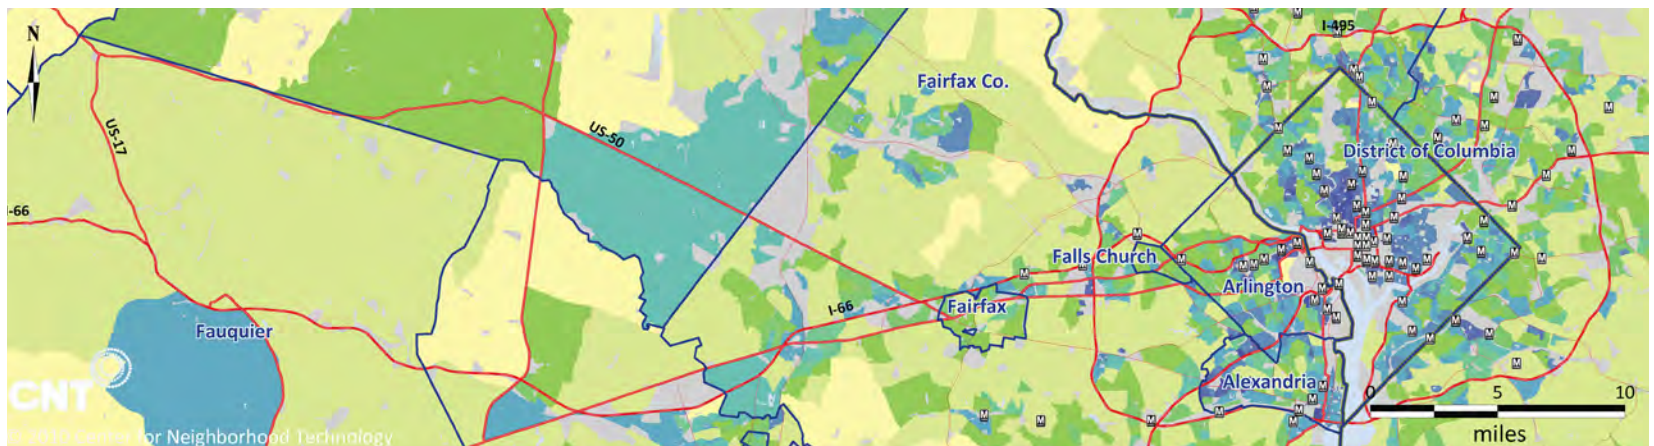 N
I-495
Fairfax Co.
US-17
US-50
District of Columbia
I-66
Falls Church
Arlington
Fairfax
I-66
Fauquier
Alexandria
0
5
10
miles
CNT
© 2010 Center for Neighborhood Technology
M